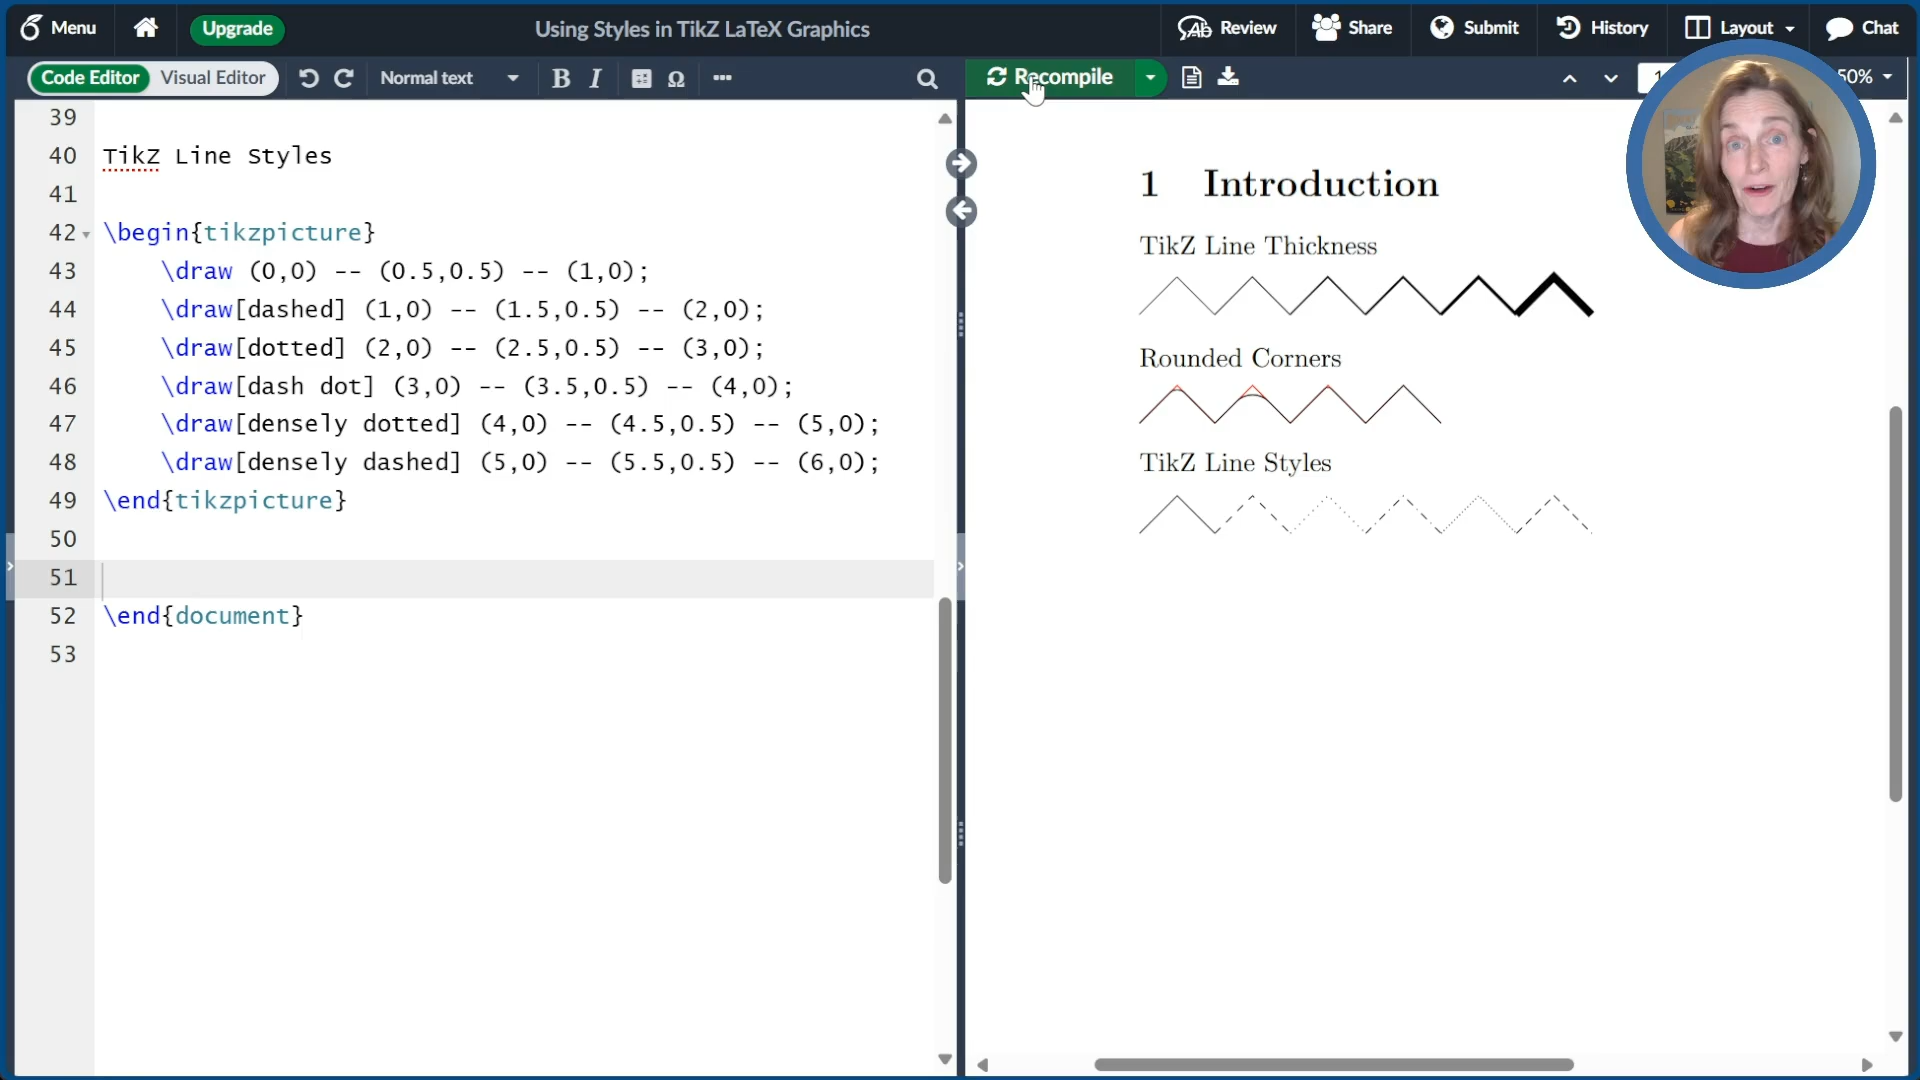 Menu
Upgrade
Using Styles in TikZ LaTeX Graphics
Review
Share
Submit
History
Layout
Chat
Code Editor
Visual Editor
Normal text
B I
Ω
Recompile
50%
39
40 TikZ Line Styles
41
42 \begin{tikzpicture}
43 \draw (0,0) -- (0.5,0.5) -- (1,0);
44 \draw[dashed] (1,0) -- (1.5,0.5) -- (2,0);
45 \draw[dotted] (2,0) -- (2.5,0.5) -- (3,0);
46 \draw[dash dot] (3,0) -- (3.5,0.5) -- (4,0);
47 \draw[densely dotted] (4,0) -- (4.5,0.5) -- (5,0);
48 \draw[densely dashed] (5,0) -- (5.5,0.5) -- (6,0);
49 \end{tikzpicture}
50
51
52 \end{document}
53
1 Introduction
TikZ Line Thickness
Rounded Corners
TikZ Line Styles